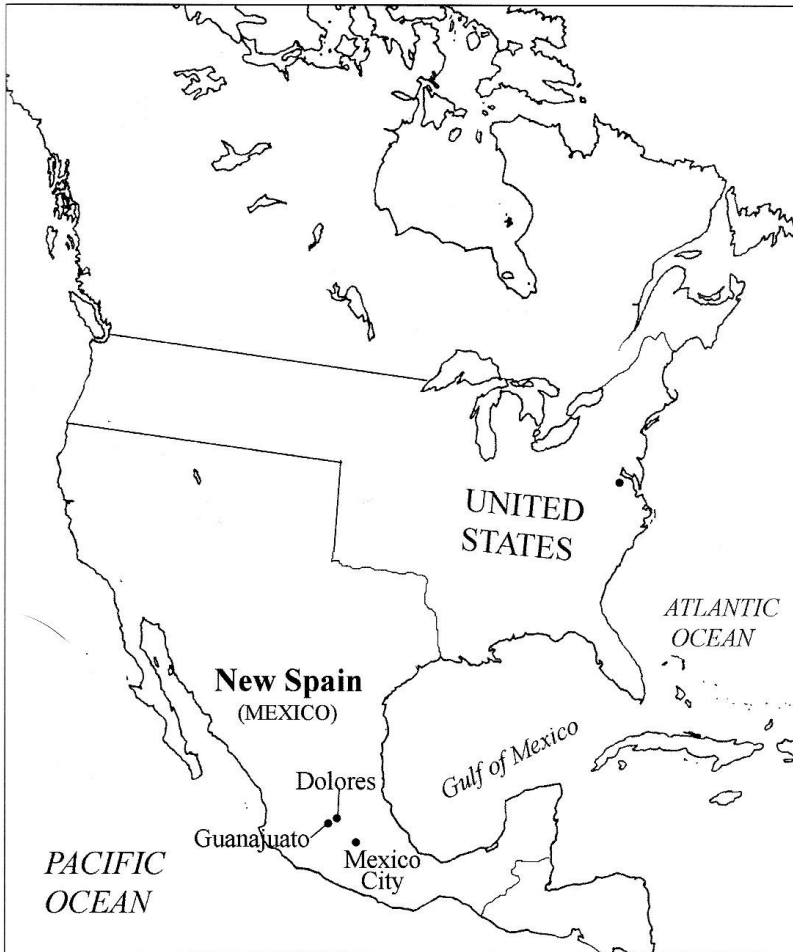 UNITED
STATES
ATLANTIC
OCEAN
New Spain
(MEXICO)
Gulf of Mexico
Dolores
Guanajuato
Mexico
City
PACIFIC
OCEAN